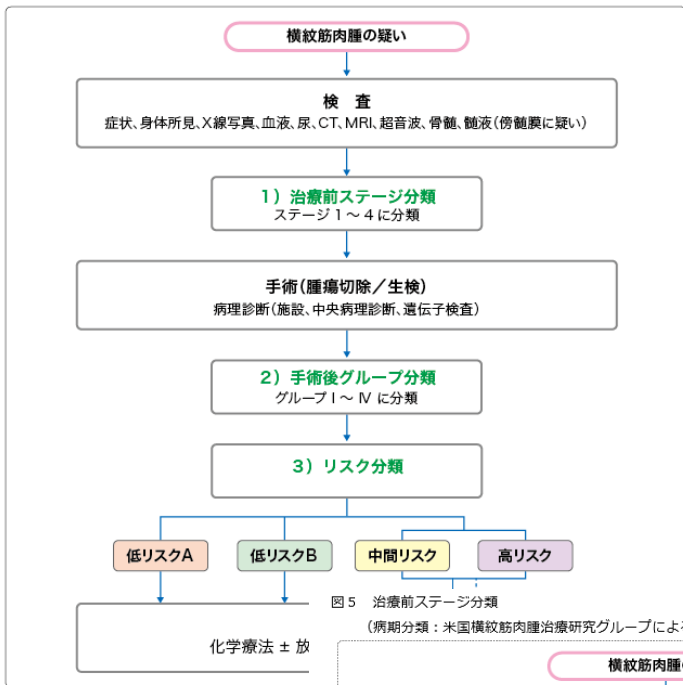 横紋筋肉腫の疑い
検　査
症状、身体所見、X線写真、血液、尿、CT、MRI、超音波、骨髄、髄液(傍髄膜に疑い)
1）治療前ステージ分類
ステージ 1 〜 4 に分類
手術(腫瘍切除／生検)
病理診断(施設、中央病理診断、遺伝子検査)
2）手術後グループ分類
グループ I 〜 Ⅳ に分類
3）リスク分類
低リスクA
低リスクB
中間リスク
高リスク
化学療法 ± 放
図 5　治療前ステージ分類
（病期分類：米国横紋筋肉腫治療研究グループによる
横紋筋肉腫の